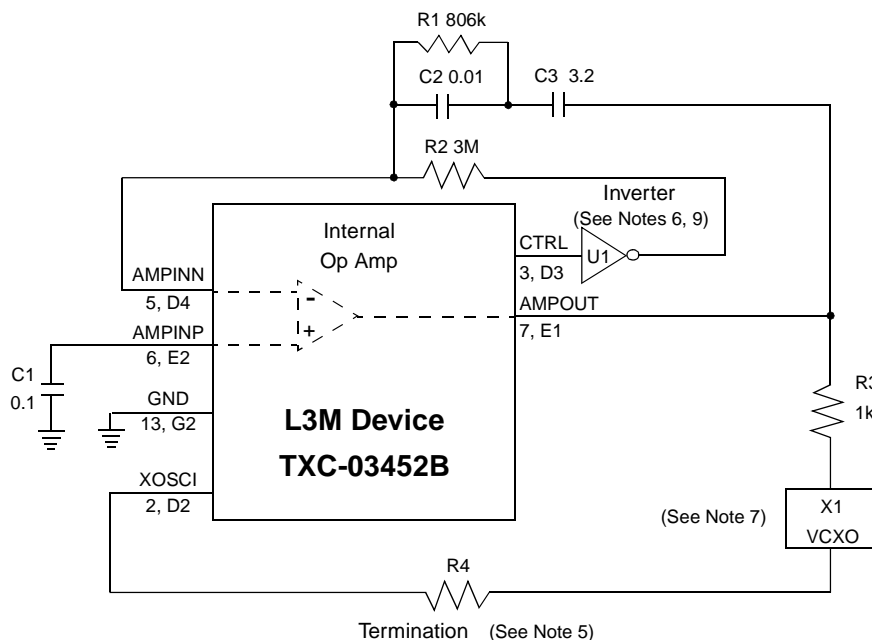 R1 806k
C2 0.01
C3 3.2
R2 3M
Inverter
(See Notes 6, 9)
Internal
Op Amp
CTRL
U1
3, D3
AMPINN
5, D4
-
AMPOUT
7, E1
AMPINP
+
6, E2
C1
0.1
GND
13, G2
R3
1k
L3M Device
TXC-03452B
XOSCI
2, D2
(See Note 7)
X1
VCXO
R4
Termination (See Note 5)